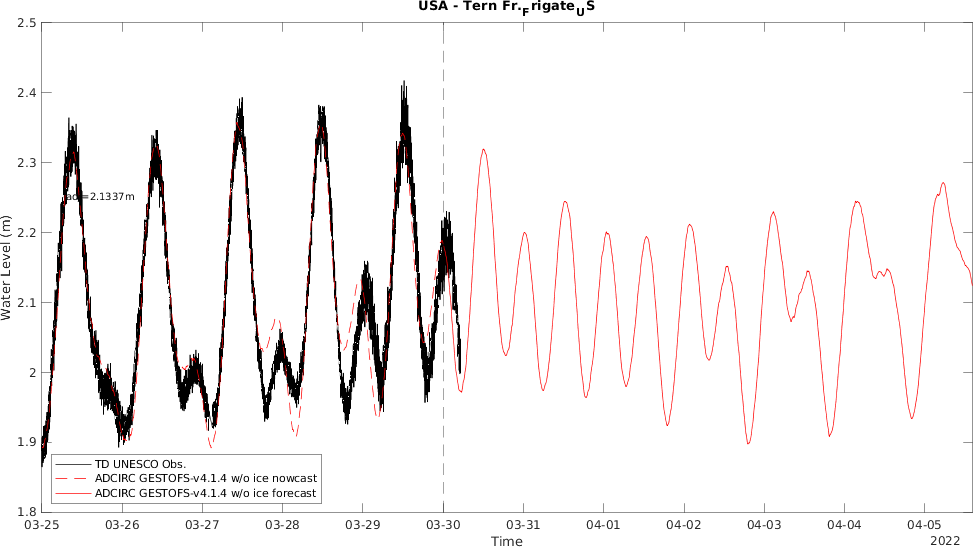 USA - Tern Fr.FrigateUS
2.5
2.4
2.3
2.2
2.1
2
1.9
1.8
Water Level (m)
=2.1337m
TD UNESCO Obs.
ADCIRC GESTOFS-v4.1.4 w/o ice nowcast
ADCIRC GESTOFS-v4.1.4 w/o ice forecast
03-25 03-26 03-27 03-28 03-29 03-30 03-31 04-01 04-02 04-03 04-04 04-05
Time
2022